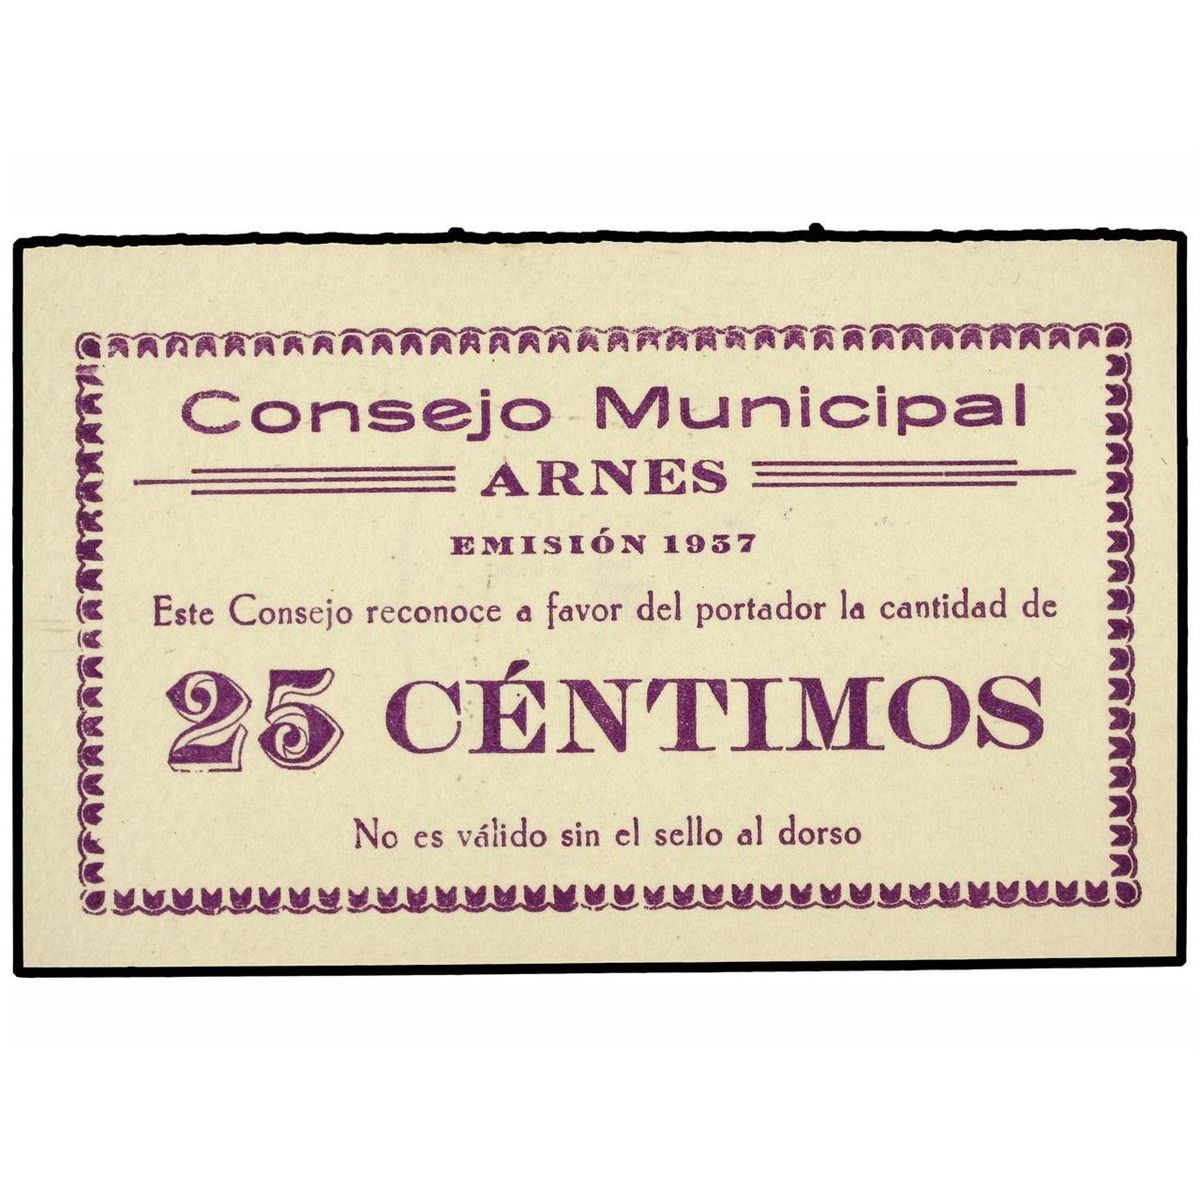 Consejo Municipal
ARNES
EMISIÓN 1937
Este Consejo reconoce a favor del portador la cantidad de
25 CÉNTIMOS
No es válido sin el sello al dorso